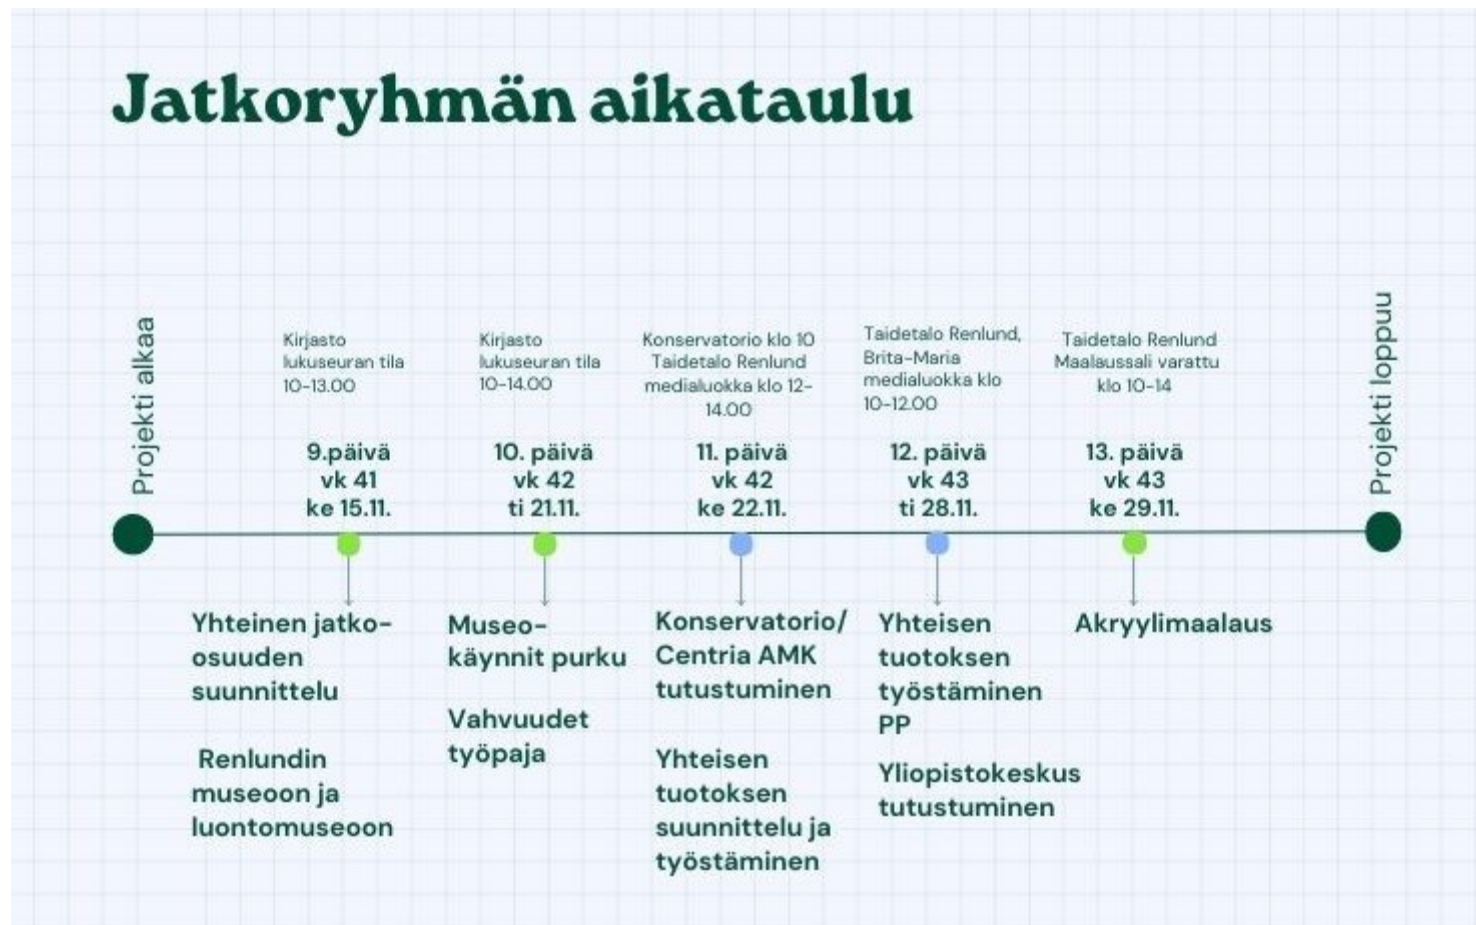 Jatkoryhmän aikataulu
Projekti alkaa
Kirjasto
lukuseuran tila
10-13.00
9.päivä
vk 41
ke 15.11.
Yhteinen jatko-
osuuden
suunnittelu
Renlundin
museoon ja
luontomuseoon
Kirjasto
lukuseuran tila
10-14.00
10. päivä
vk 42
ti 21.11.
Museo-
käynnit purku
Vahvuudet
työpaja
Konservatorio klo 10
Taidetalo Renlund
medialuokka klo 12-
14.00
11. päivä
vk 42
ke 22.11.
Konservatorio/
Centria AMK
tutustuminen
Yhteisen
tuotoksen
suunnittelu ja
työstäminen
Taidetalo Renlund,
Brita-Maria
medialuokka klo
10-12.00
12. päivä
vk 43
ti 28.11.
Yhteisen
tuotoksen
työstäminen
PP
Yliopistokeskus
tutustuminen
Taidetalo Renlund
Maalaussali varattu
klo 10-14
13. päivä
vk 43
ke 29.11.
Akryylimaalaus
Projekti loppuu